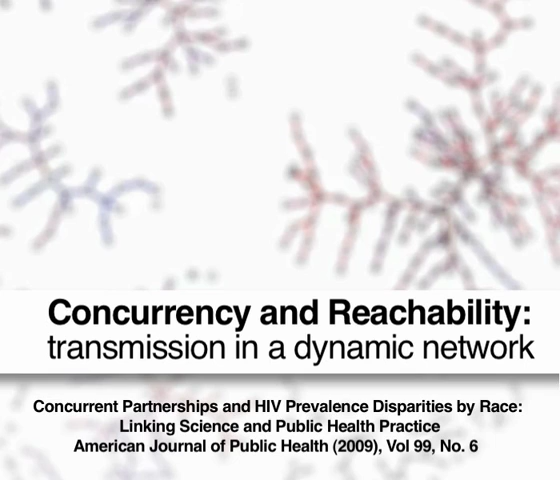 Concurrency and Reachability:
transmission in a dynamic network
Concurrent Partnerships and HIV Prevalence Disparities by Race:
Linking Science and Public Health Practice
American Journal of Public Health (2009), Vol 99, No. 6